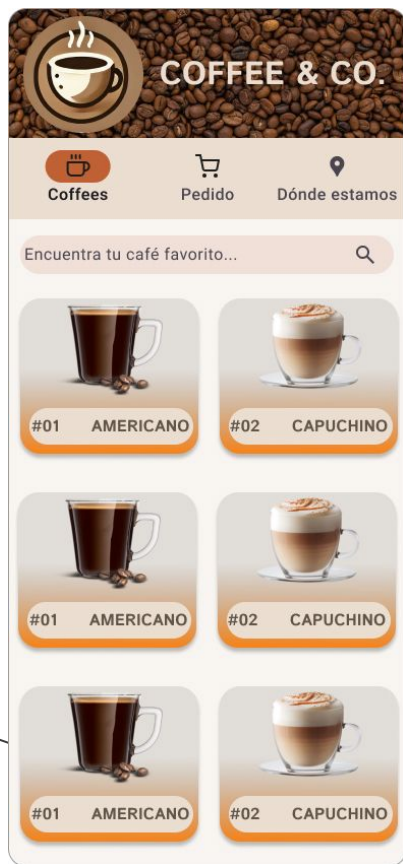 COFFEE & CO.
Coffees Pedido Dónde estamos
Encuentra tu café favorito...
#01 AMERICANO #02 CAPUCHINO
#01 AMERICANO #02 CAPUCHINO
#01 AMERICANO #02 CAPUCHINO